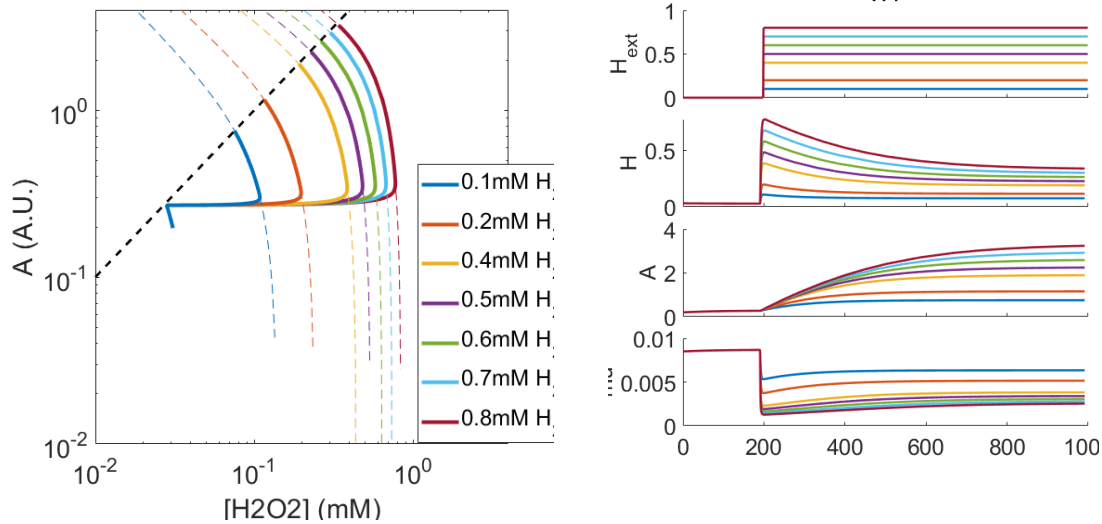 A (A.U.)
10^0
10^-1
10^-2
10^-2
10^-1
10^0
[H2O2] (mM)
0.1mM H
0.2mM H
0.4mM H
0.5mM H
0.6mM H
0.7mM H
0.8mM H
H_ext
1
0.5
0
H
0.5
0
A
4
2
0
0.01
0.005
0
0
200
400
600
800
100